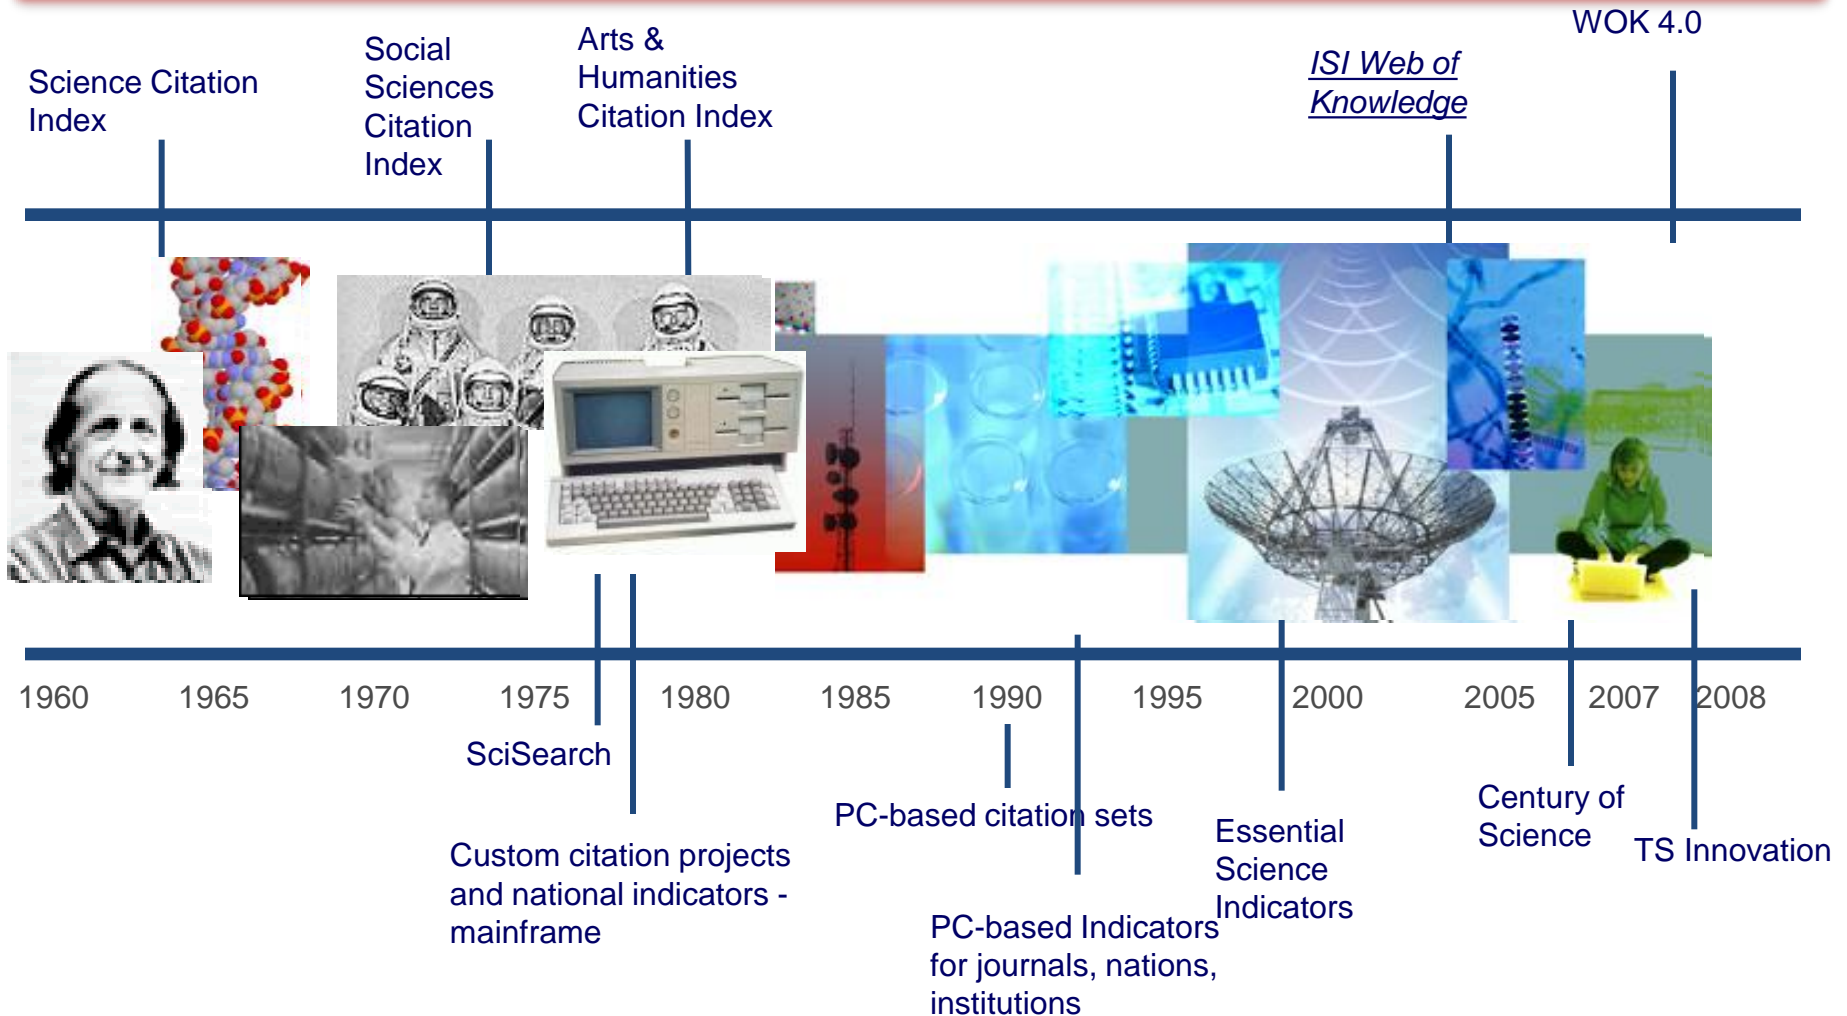 WOK 4.0
Science Citation
Index
Social
Sciences
Citation
Index
Arts &
Humanities
Citation Index
ISI Web of
Knowledge
1960 1965 1970 1975 1980 1985 1990 1995 2000 2005 2007 2008
SciSearch
Custom citation projects
and national indicators -
mainframe
PC-based citation sets
PC-based Indicators
for journals, nations,
institutions
Essential
Science
Indicators
Century of
Science
TS Innovation